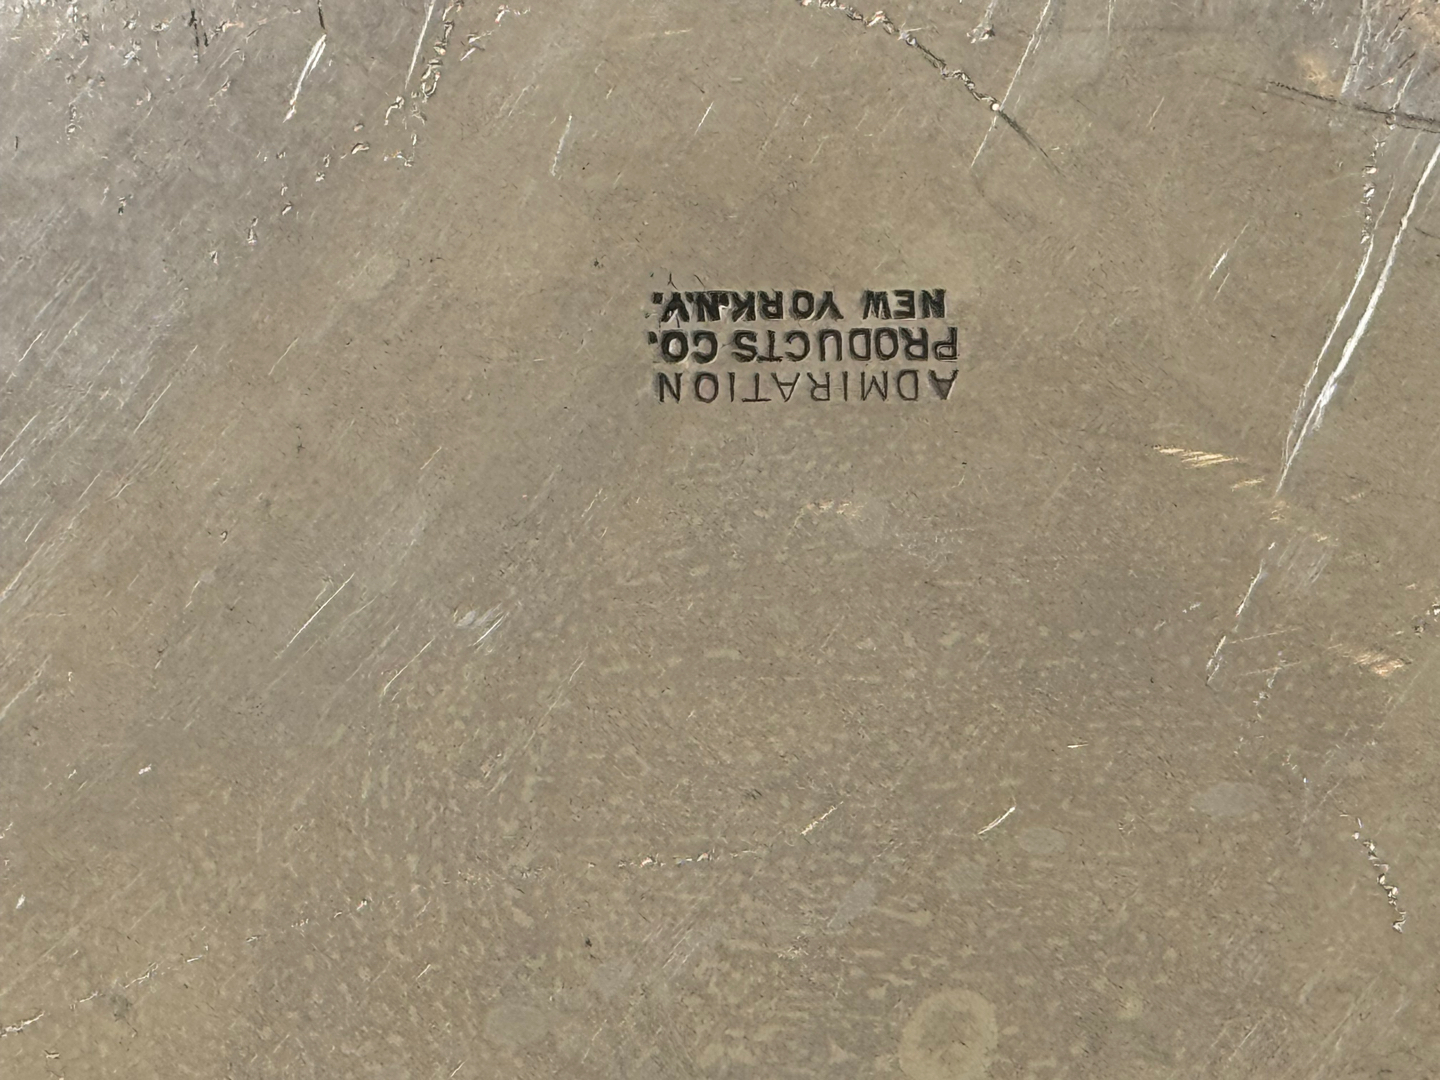 ADMIRATION
PRODUCTS CO.
NEW YORK.N.Y.